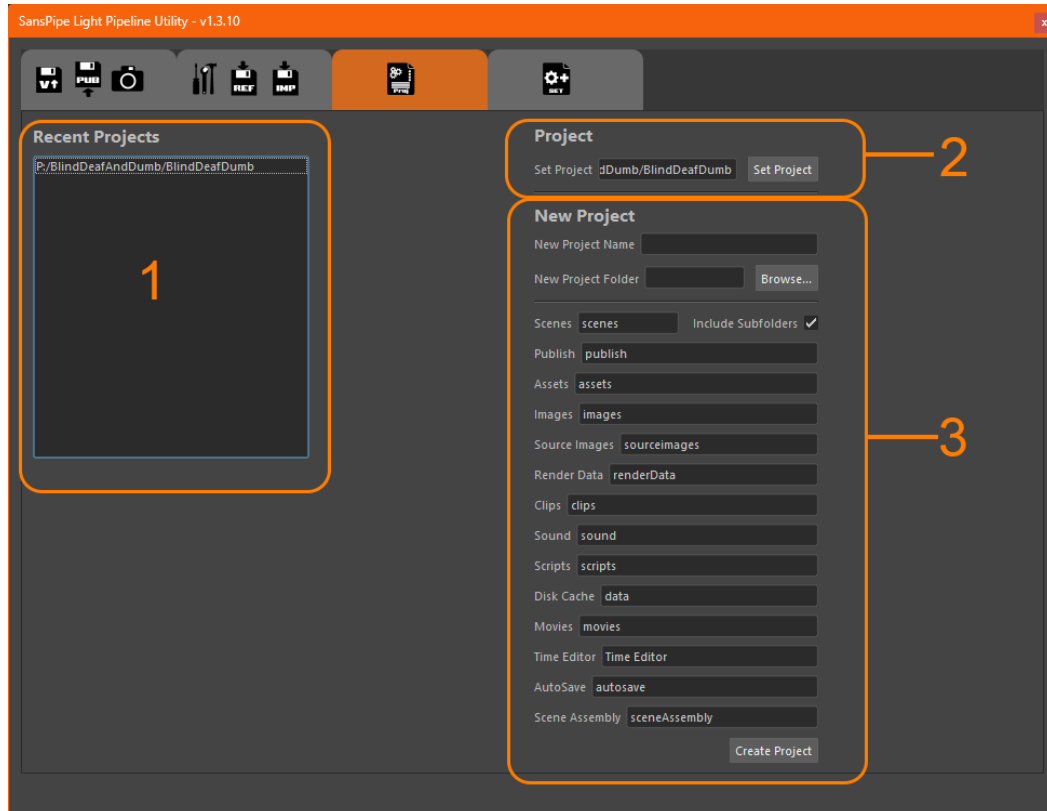 SansPipe Light Pipeline Utility - v1.3.10
x
V↑ PUB REF IMP Proj SET
Recent Projects
P:/BlindDeafAndDumb/BlindDeafDumb
1
Project
Set Project dDumb/BlindDeafDumb Set Project
2
New Project
New Project Name
New Project Folder Browse...
Scenes scenes Include Subfolders
Publish publish
Assets assets
Images images
Source Images sourceimages
3
Render Data renderData
Clips clips
Sound sound
Scripts scripts
Disk Cache data
Movies movies
Time Editor Time Editor
AutoSave autosave
Scene Assembly sceneAssembly
Create Project